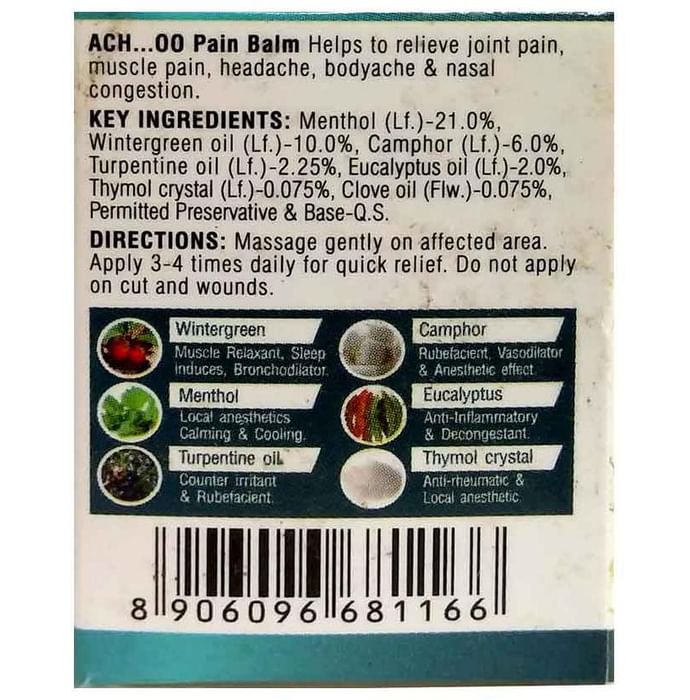 ACH...OO Pain Balm Helps to relieve joint pain,
muscle pain, headache, bodyache & nasal
congestion.
KEY INGREDIENTS: Menthol (Lf.)-21.0%,
Wintergreen oil (Lf.)-10.0%, Camphor (Lf.)-6.0%,
Turpentine oil (Lf.)-2.25%, Eucalyptus oil (Lf.)-2.0%,
Thymol crystal (Lf.)-0.075%, Clove oil (Flw.)-0.075%,
Permitted Preservative & Base-Q.S.
DIRECTIONS: Massage gently on affected area.
Apply 3-4 times daily for quick relief. Do not apply
on cut and wounds.
Wintergreen
Muscle Relaxant, Sleep
induces, Bronchodilator.
Camphor
Rubefacient, Vasodilator
& Anesthetic effect.
Menthol
Local anesthetics
Calming & Cooling.
Eucalyptus
Anti-Inflammatory
& Decongestant.
Turpentine oil
Counter irritant
& Rubefacient.
Thymol crystal
Anti-rheumatic &
Local anesthetic.
8 906096 681166